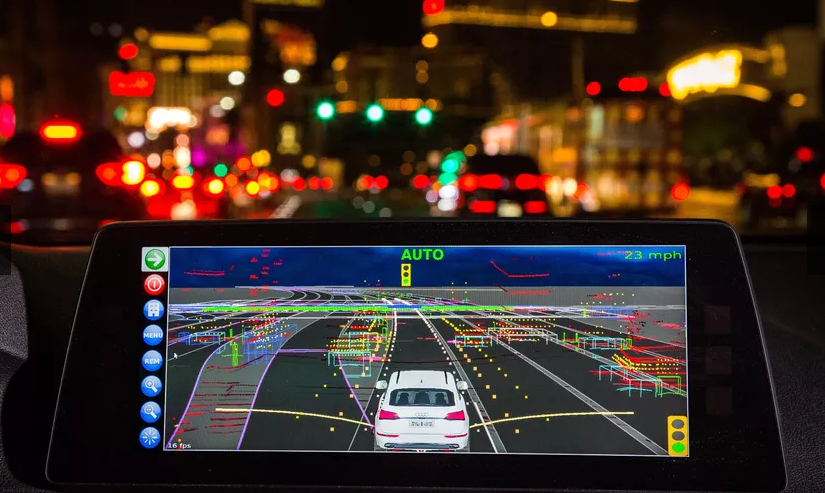 AUTO
23 mph
MENU
REM
16 fps